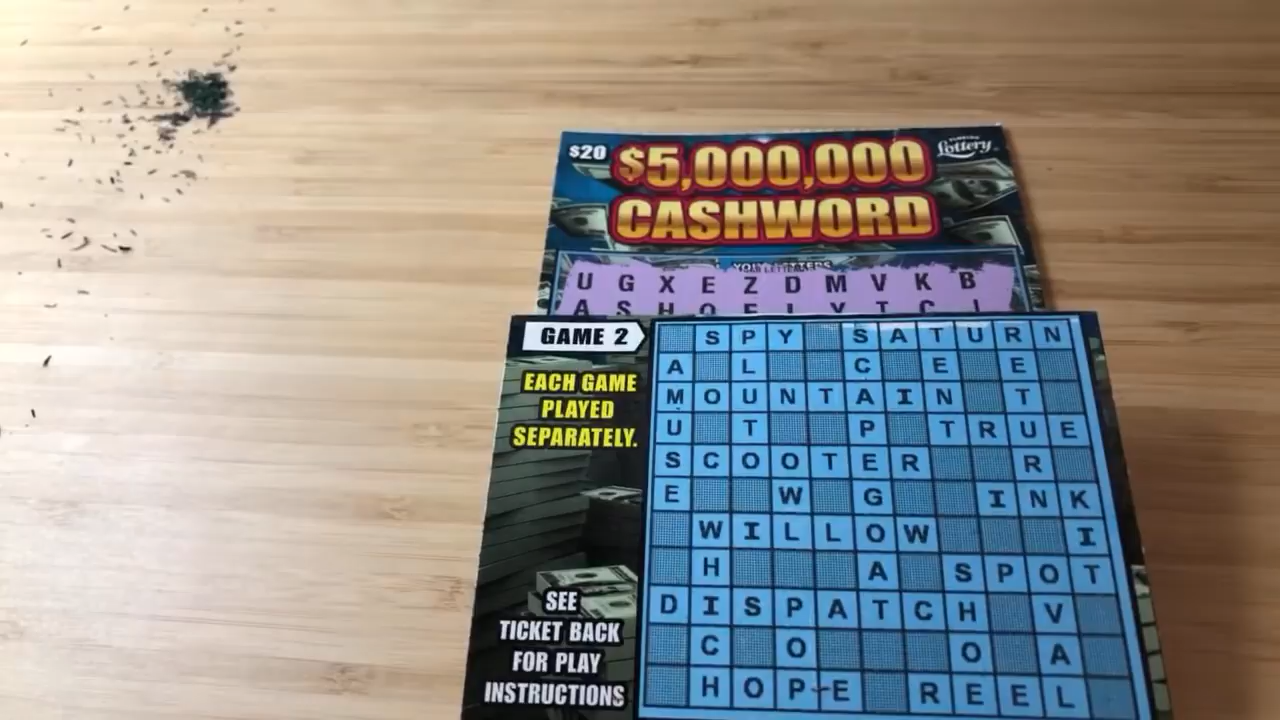 $20 $5,000,000 Lottery
CASHWORD
YOUR LETTERS
U G X E Z D M V K B
GAME 2
EACH GAME
PLAYED
SEPARATELY.
SEE
TICKET BACK
FOR PLAY
INSTRUCTIONS
S P Y S A T U R N
A L C E E
M O U N T A I N T
U T P T R U E
S C O O T E R R
E W G I N K
W I L L O W I
H A S P O T
D I S P A T C H V
C O O A
H O P E R E E L